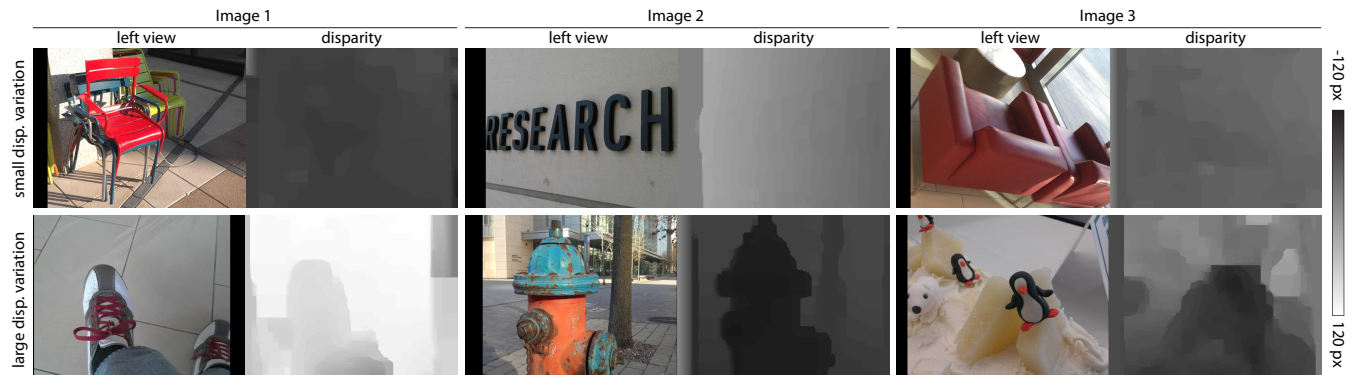 Image 1 Image 2 Image 3
left view disparity left view disparity left view disparity
small disp. variation
RESEARCH
-120 px
large disp. variation
120 px